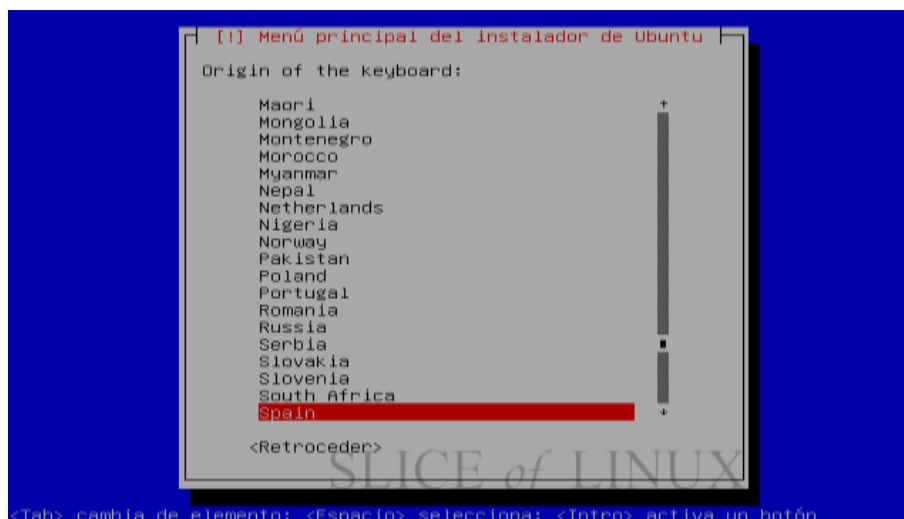 [!] Menú principal del instalador de Ubuntu
Origin of the keyboard:
Maori
Mongolia
Montenegro
Morocco
Myanmar
Nepal
Netherlands
Nigeria
Norway
Pakistan
Poland
Portugal
Romania
Russia
Serbia
Slovakia
Slovenia
South Africa
Spain
<Retroceder>
SLICE of LINUX
<Tab> cambia de elemento; <Espacio> selecciona; <Intro> activa un botón